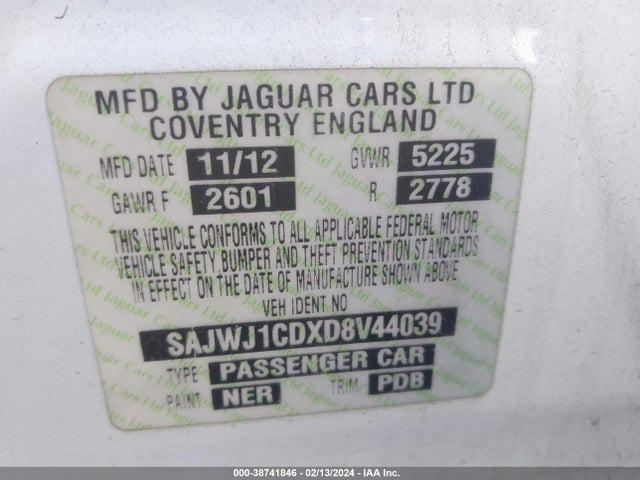 MFD BY JAGUAR CARS LTD
COVENTRY ENGLAND
MFD DATE 11/12 GVWR 5225
GAWR F 2601 R 2778
THIS VEHICLE CONFORMS TO ALL APPLICABLE FEDERAL MOTOR
VEHICLE SAFETY BUMPER AND THEFT PREVENTION STANDARDS
IN EFFECT ON THE DATE OF MANUFACTURE SHOWN ABOVE
VEH IDENT NO
SAJWJ1CDXD8V44039
TYPE PASSENGER CAR
PAINT NER TRIM PDB
000-38741846 - 02/13/2024 - IAA Inc.